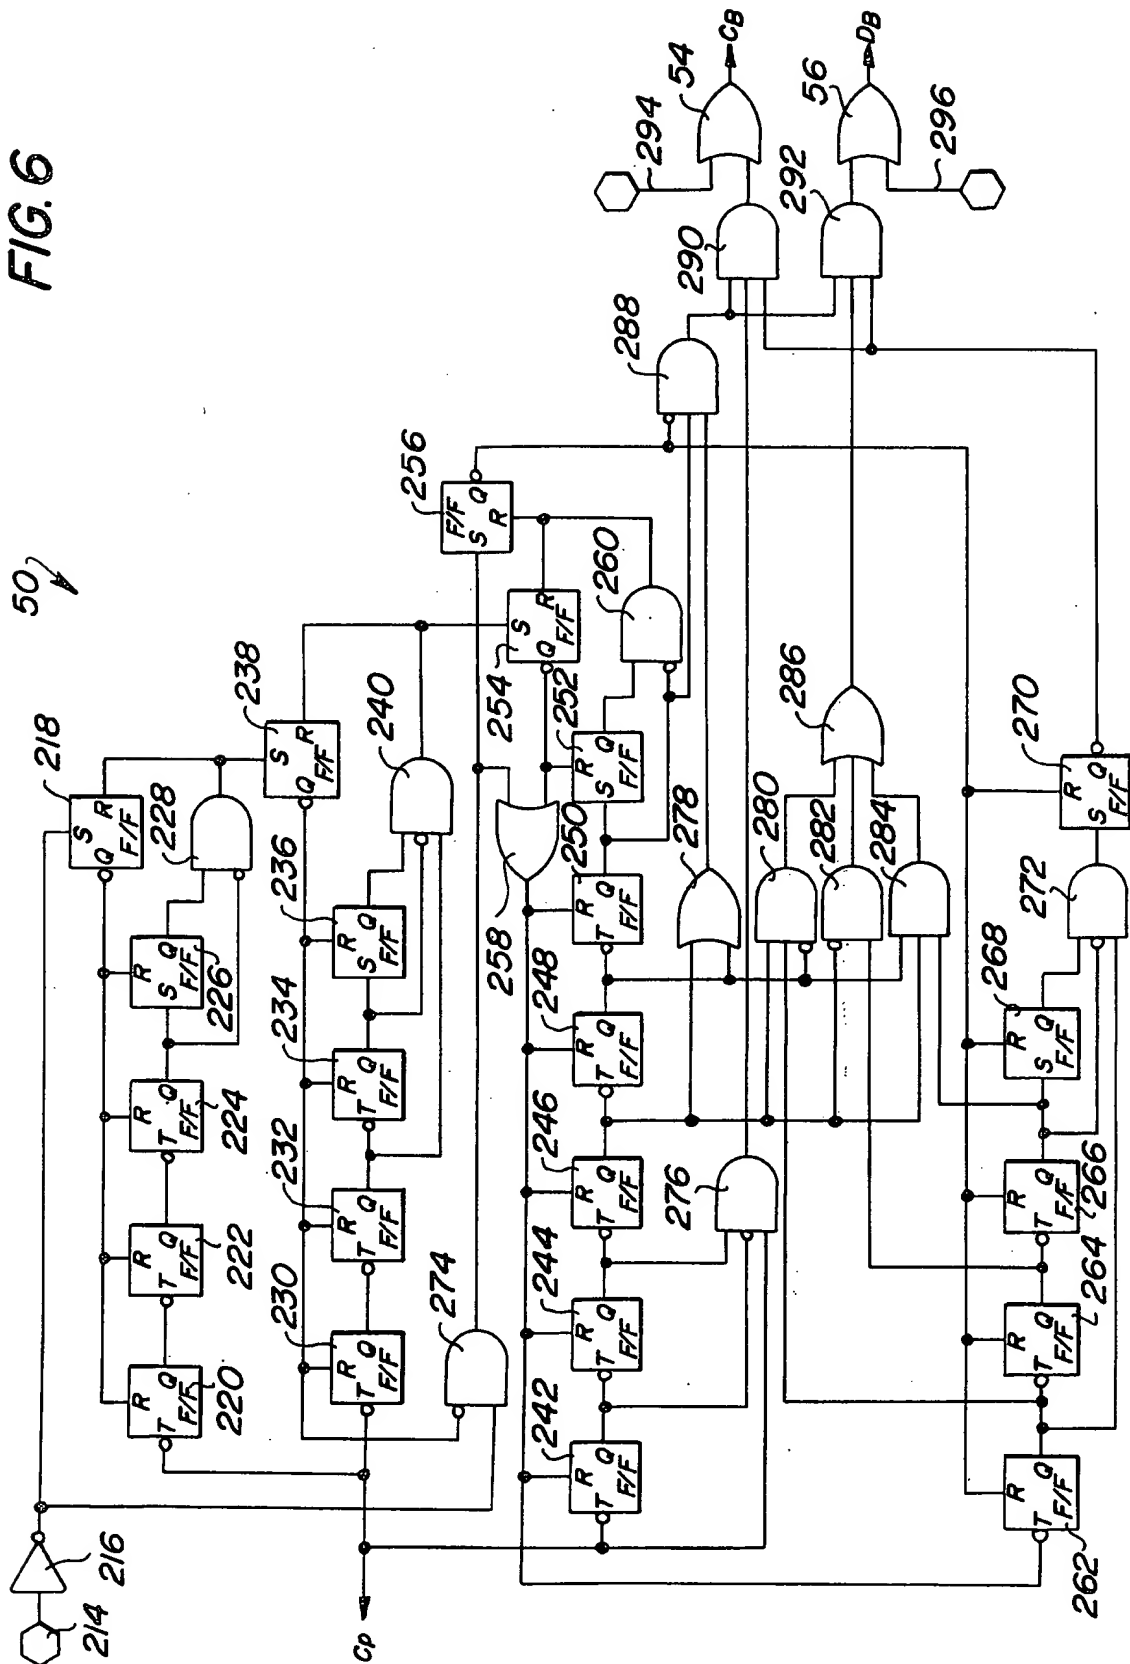 FIG. 6
50
214
216
218
S
R
Q
F/F
220
T
R
Q
F/F
222
T
R
Q
F/F
224
T
R
Q
F/F
226
S
R
Q
F/F
228
230
T
R
Q
F/F
232
T
R
Q
F/F
234
T
R
Q
F/F
236
S
R
Q
F/F
238
S
R
Q
F/F
240
274
CP
242
T
R
Q
F/F
244
T
R
Q
F/F
246
T
R
Q
F/F
248
T
R
Q
F/F
250
T
R
Q
F/F
252
S
R
Q
F/F
254
S
R
Q
F/F
256
F/F
S
R
Q
258
260
276
278
280
282
284
286
288
290
292
294
296
54
CB
56
DB
262
T
R
Q
F/F
264
T
R
Q
F/F
266
T
R
Q
F/F
268
S
R
Q
F/F
270
S
R
Q
F/F
272